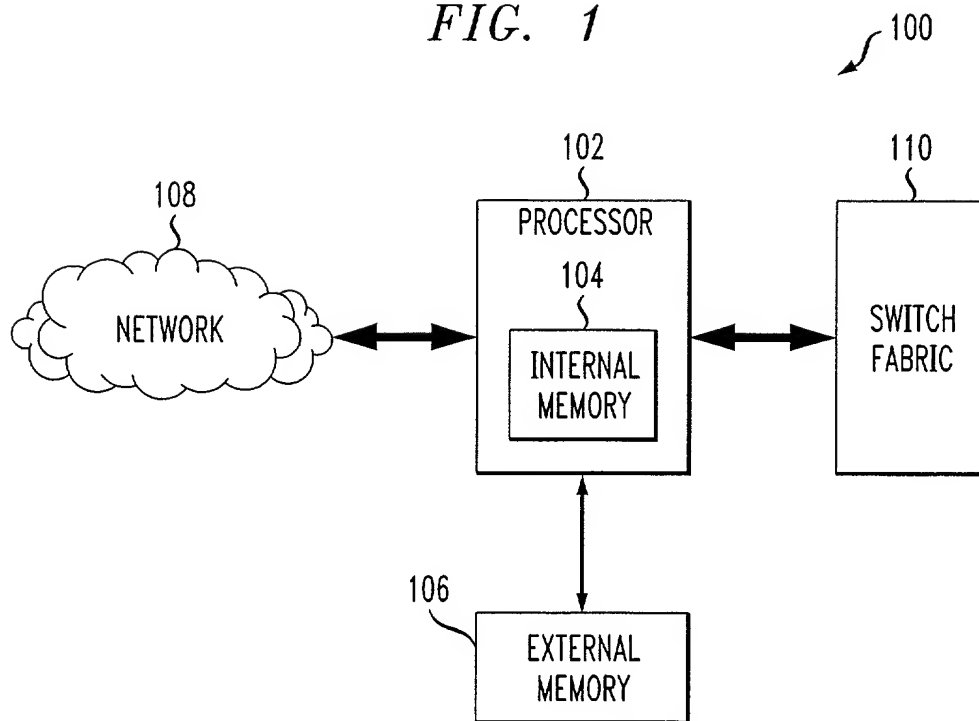 FIG. 1
100
102
110
108
PROCESSOR
104
NETWORK
INTERNAL
MEMORY
SWITCH
FABRIC
106
EXTERNAL
MEMORY